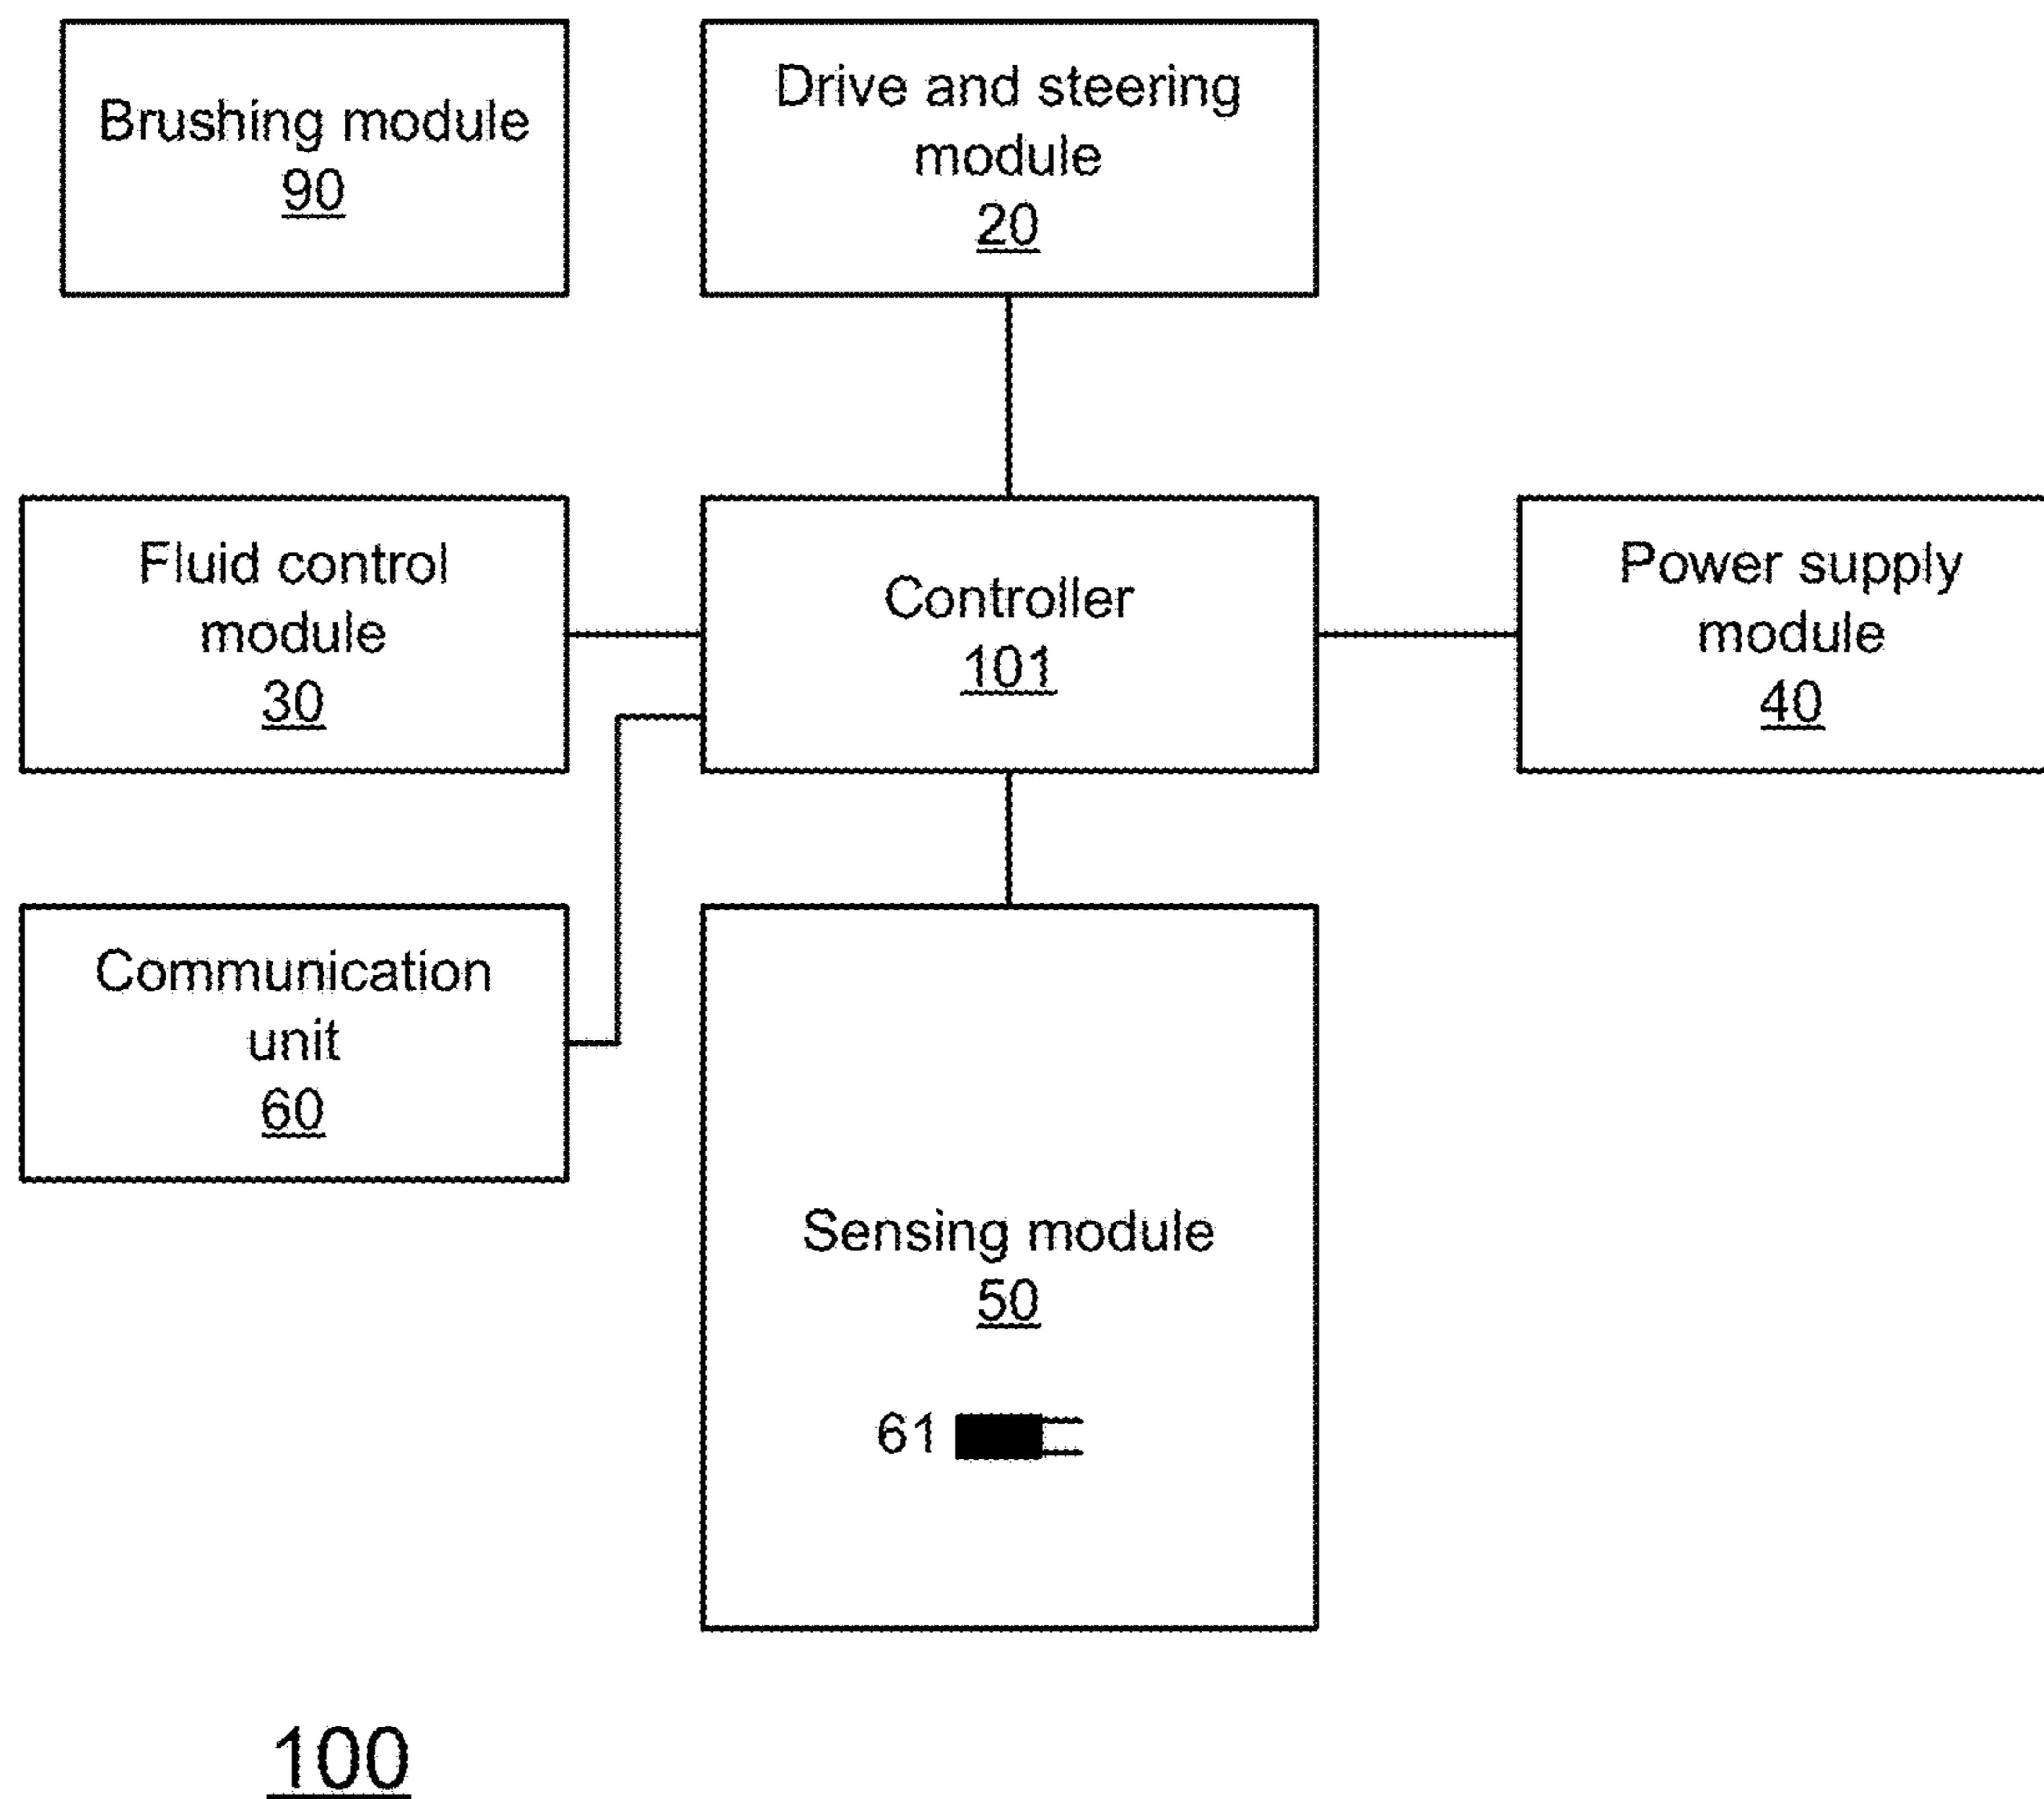 Brushing module
90
Drive and steering
module
20
Fluid control
module
30
Controller
101
Power supply
module
40
Communication
unit
60
Sensing module
50
61
100